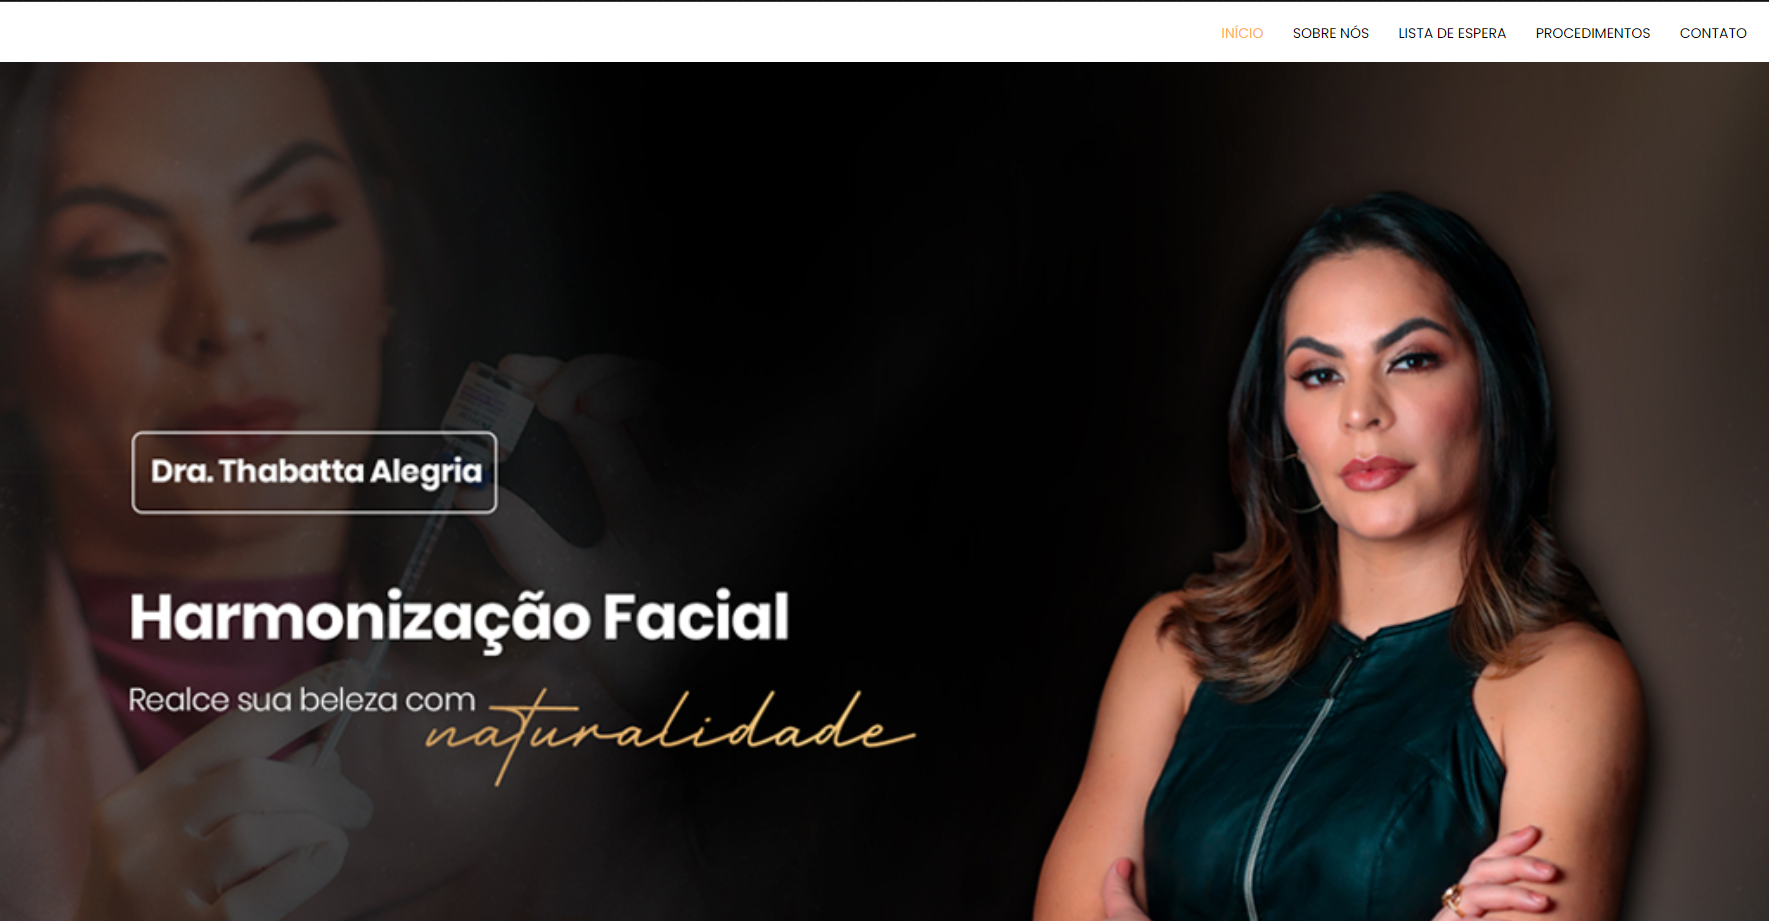 INÍCIO SOBRE NÓS LISTA DE ESPERA PROCEDIMENTOS CONTATO
Dra. Thabatta Alegria
Harmonização Facial
Realce sua beleza com
naturalidade